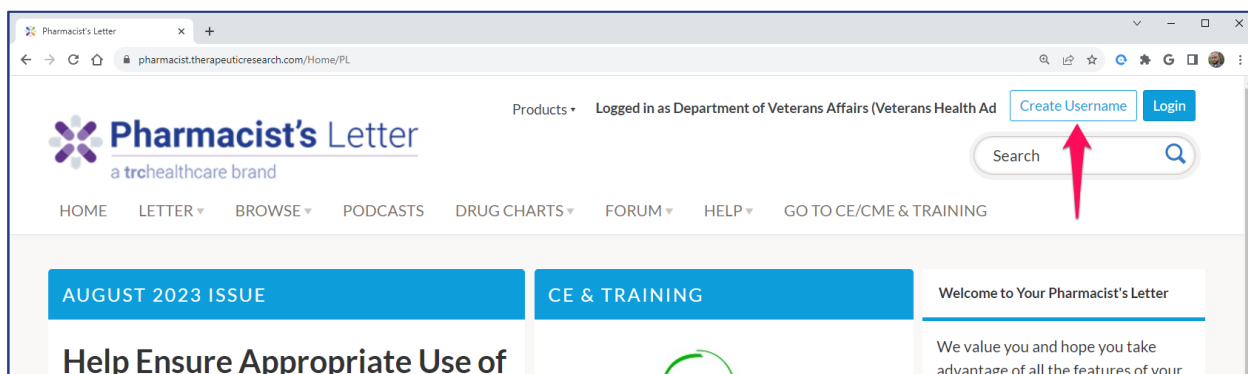 Pharmacist's Letter
pharmacist.therapeuticresearch.com/Home/PL
Products Logged in as Department of Veterans Affairs (Veterans Health Ad Create Username Login
Pharmacist's Letter
a trchealthcare brand
Search
HOME LETTER BROWSE PODCASTS DRUG CHARTS FORUM HELP GO TO CE/CME & TRAINING
AUGUST 2023 ISSUE CE & TRAINING Welcome to Your Pharmacist's Letter
Help Ensure Appropriate Use of We value you and hope you take
advantage of all the features of your